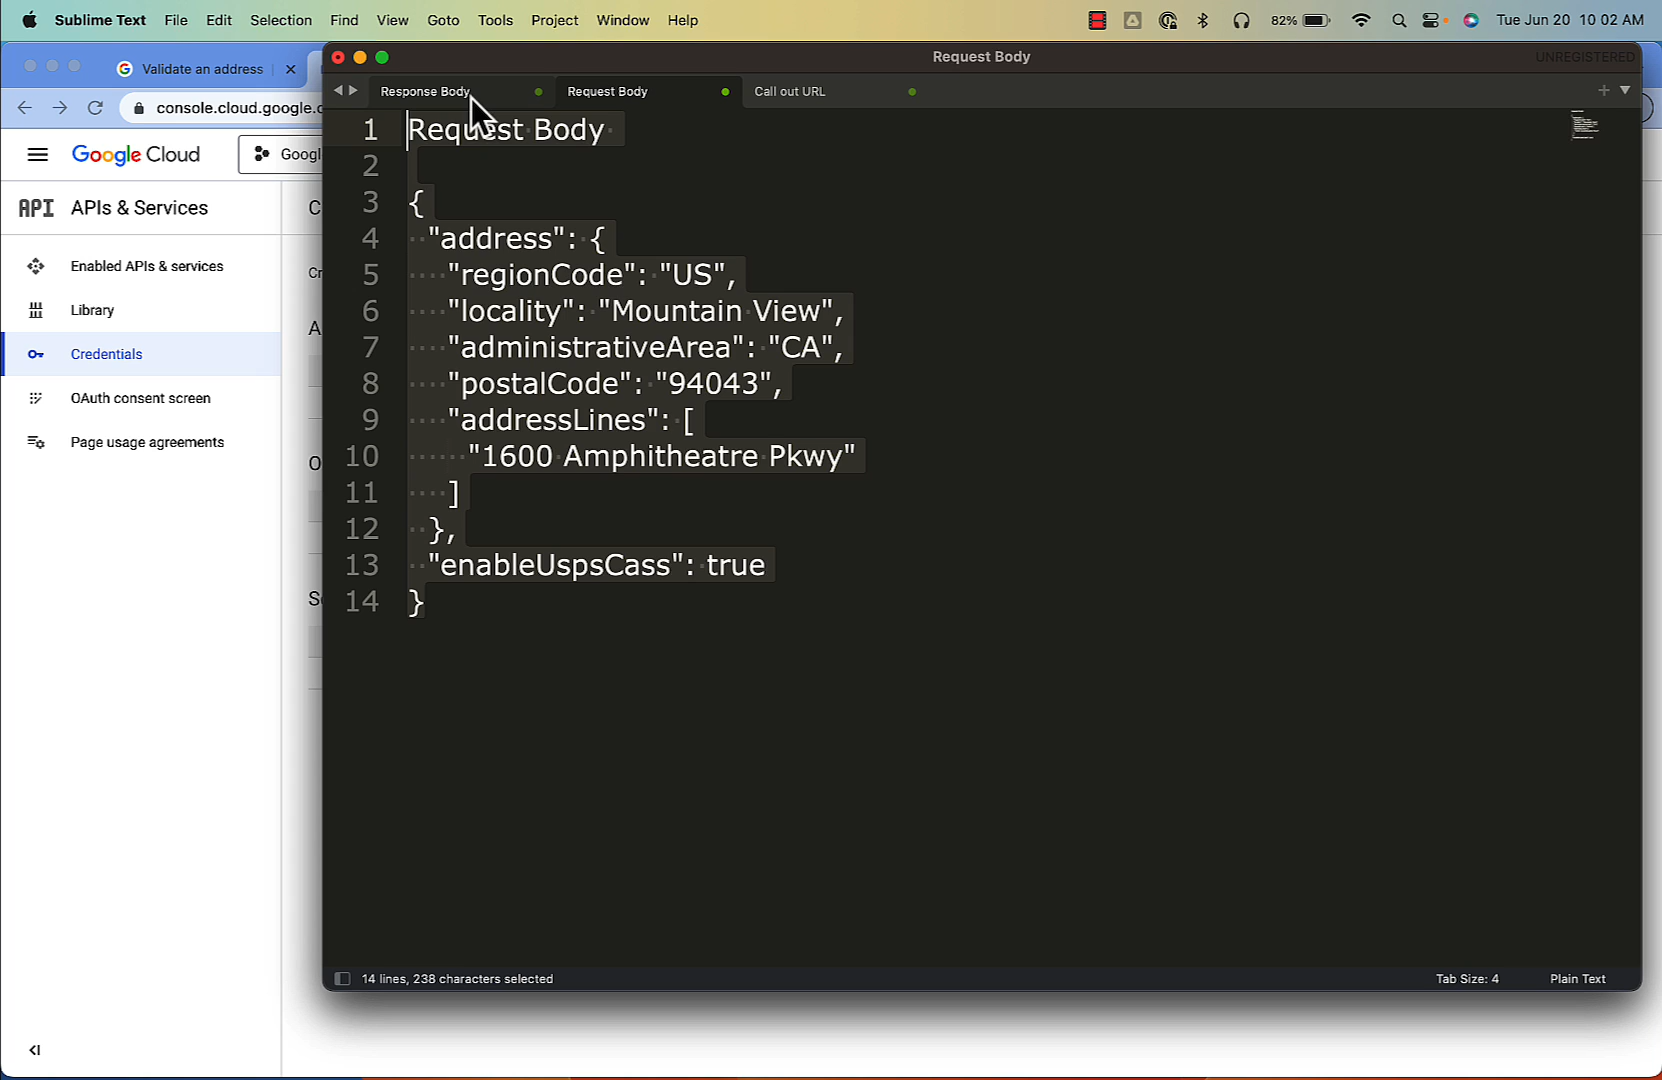 Sublime Text File Edit Selection Find View Goto Tools Project Window Help 82% Tue Jun 20 10:02 AM
Request Body UNREGISTERED
Validate an address
Response Body Request Body Call out URL
console.cloud.google.c
Google Cloud
Googl
API APIs & Services
Enabled APIs & services
Library
Credentials
OAuth consent screen
Page usage agreements
C
Cr
A
O
S
1 Request Body
2
3 {
4 "address": {
5 "regionCode": "US",
6 "locality": "Mountain View",
7 "administrativeArea": "CA",
8 "postalCode": "94043",
9 "addressLines": [
10 "1600 Amphitheatre Pkwy"
11 ]
12 },
13 "enableUspsCass": true
14 }
14 lines, 238 characters selected Tab Size: 4 Plain Text